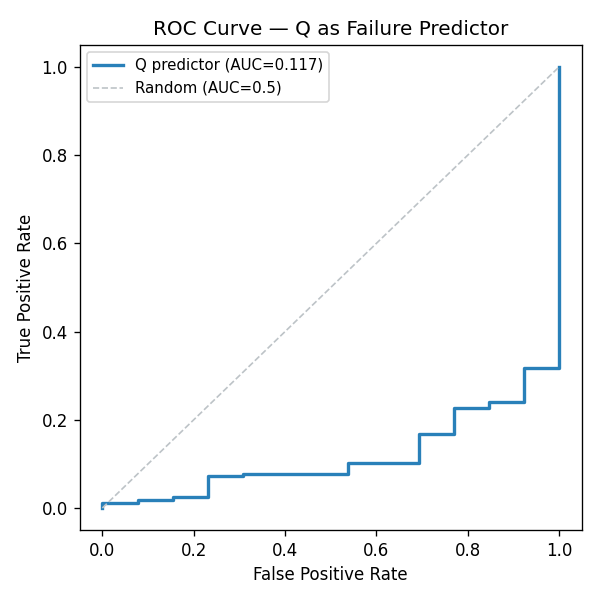 ROC Curve — Q as Failure Predictor
Q predictor (AUC=0.117)
Random (AUC=0.5)
True Positive Rate
1.0
0.8
0.6
0.4
0.2
0.0
0.0 0.2 0.4 0.6 0.8 1.0
False Positive Rate